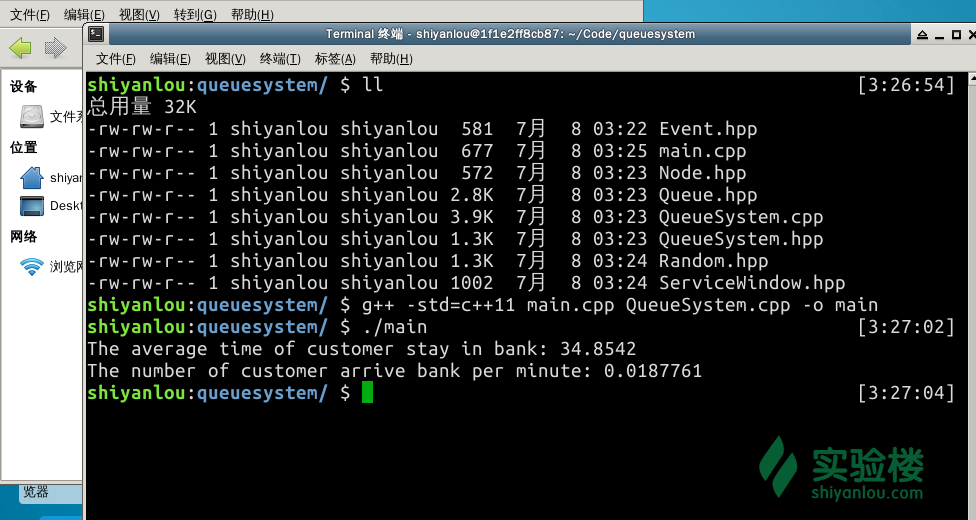 文件(F) 编辑(E) 视图(V) 转到(G) 帮助(H)
Terminal 终端 - shiyanlou@1f1e2ff8cb87: ~/Code/queuesystem
文件(F) 编辑(E) 视图(V) 终端(T) 标签(A) 帮助(H)
设备
文件
位置
网络
浏览
览器
shiyanlou:queuesystem/ $ ll [3:26:54]
总用量 32K
-rw-rw-r-- 1 shiyanlou shiyanlou 581 7月 8 03:22 Event.hpp
-rw-rw-r-- 1 shiyanlou shiyanlou 677 7月 8 03:25 main.cpp
-rw-rw-r-- 1 shiyanlou shiyanlou 572 7月 8 03:23 Node.hpp
-rw-rw-r-- 1 shiyanlou shiyanlou 2.8K 7月 8 03:23 Queue.hpp
-rw-rw-r-- 1 shiyanlou shiyanlou 3.9K 7月 8 03:23 QueueSystem.cpp
-rw-rw-r-- 1 shiyanlou shiyanlou 1.3K 7月 8 03:23 QueueSystem.hpp
-rw-rw-r-- 1 shiyanlou shiyanlou 1.3K 7月 8 03:24 Random.hpp
-rw-rw-r-- 1 shiyanlou shiyanlou 1002 7月 8 03:24 ServiceWindow.hpp
shiyanlou:queuesystem/ $ g++ -std=c++11 main.cpp QueueSystem.cpp -o main
shiyanlou:queuesystem/ $ ./main [3:27:02]
The average time of customer stay in bank: 34.8542
The number of customer arrive bank per minute: 0.0187761
shiyanlou:queuesystem/ $ [3:27:04]
实验楼
shiyanlou.com